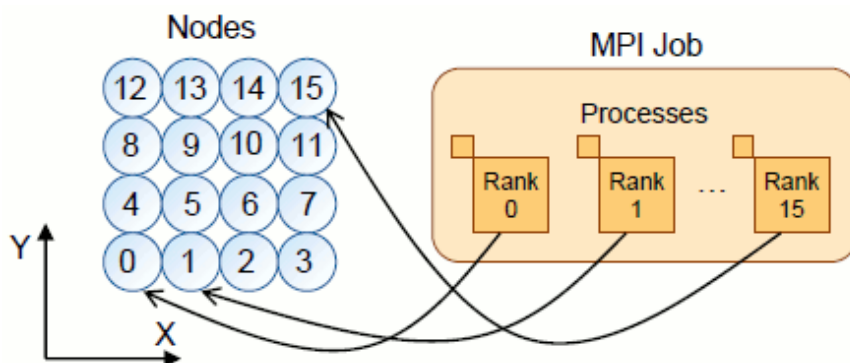 Nodes
MPI Job
12 13 14 15
Processes
8 9 10 11
Rank 0
Rank 1
...
Rank 15
4 5 6 7
Y
0 1 2 3
X